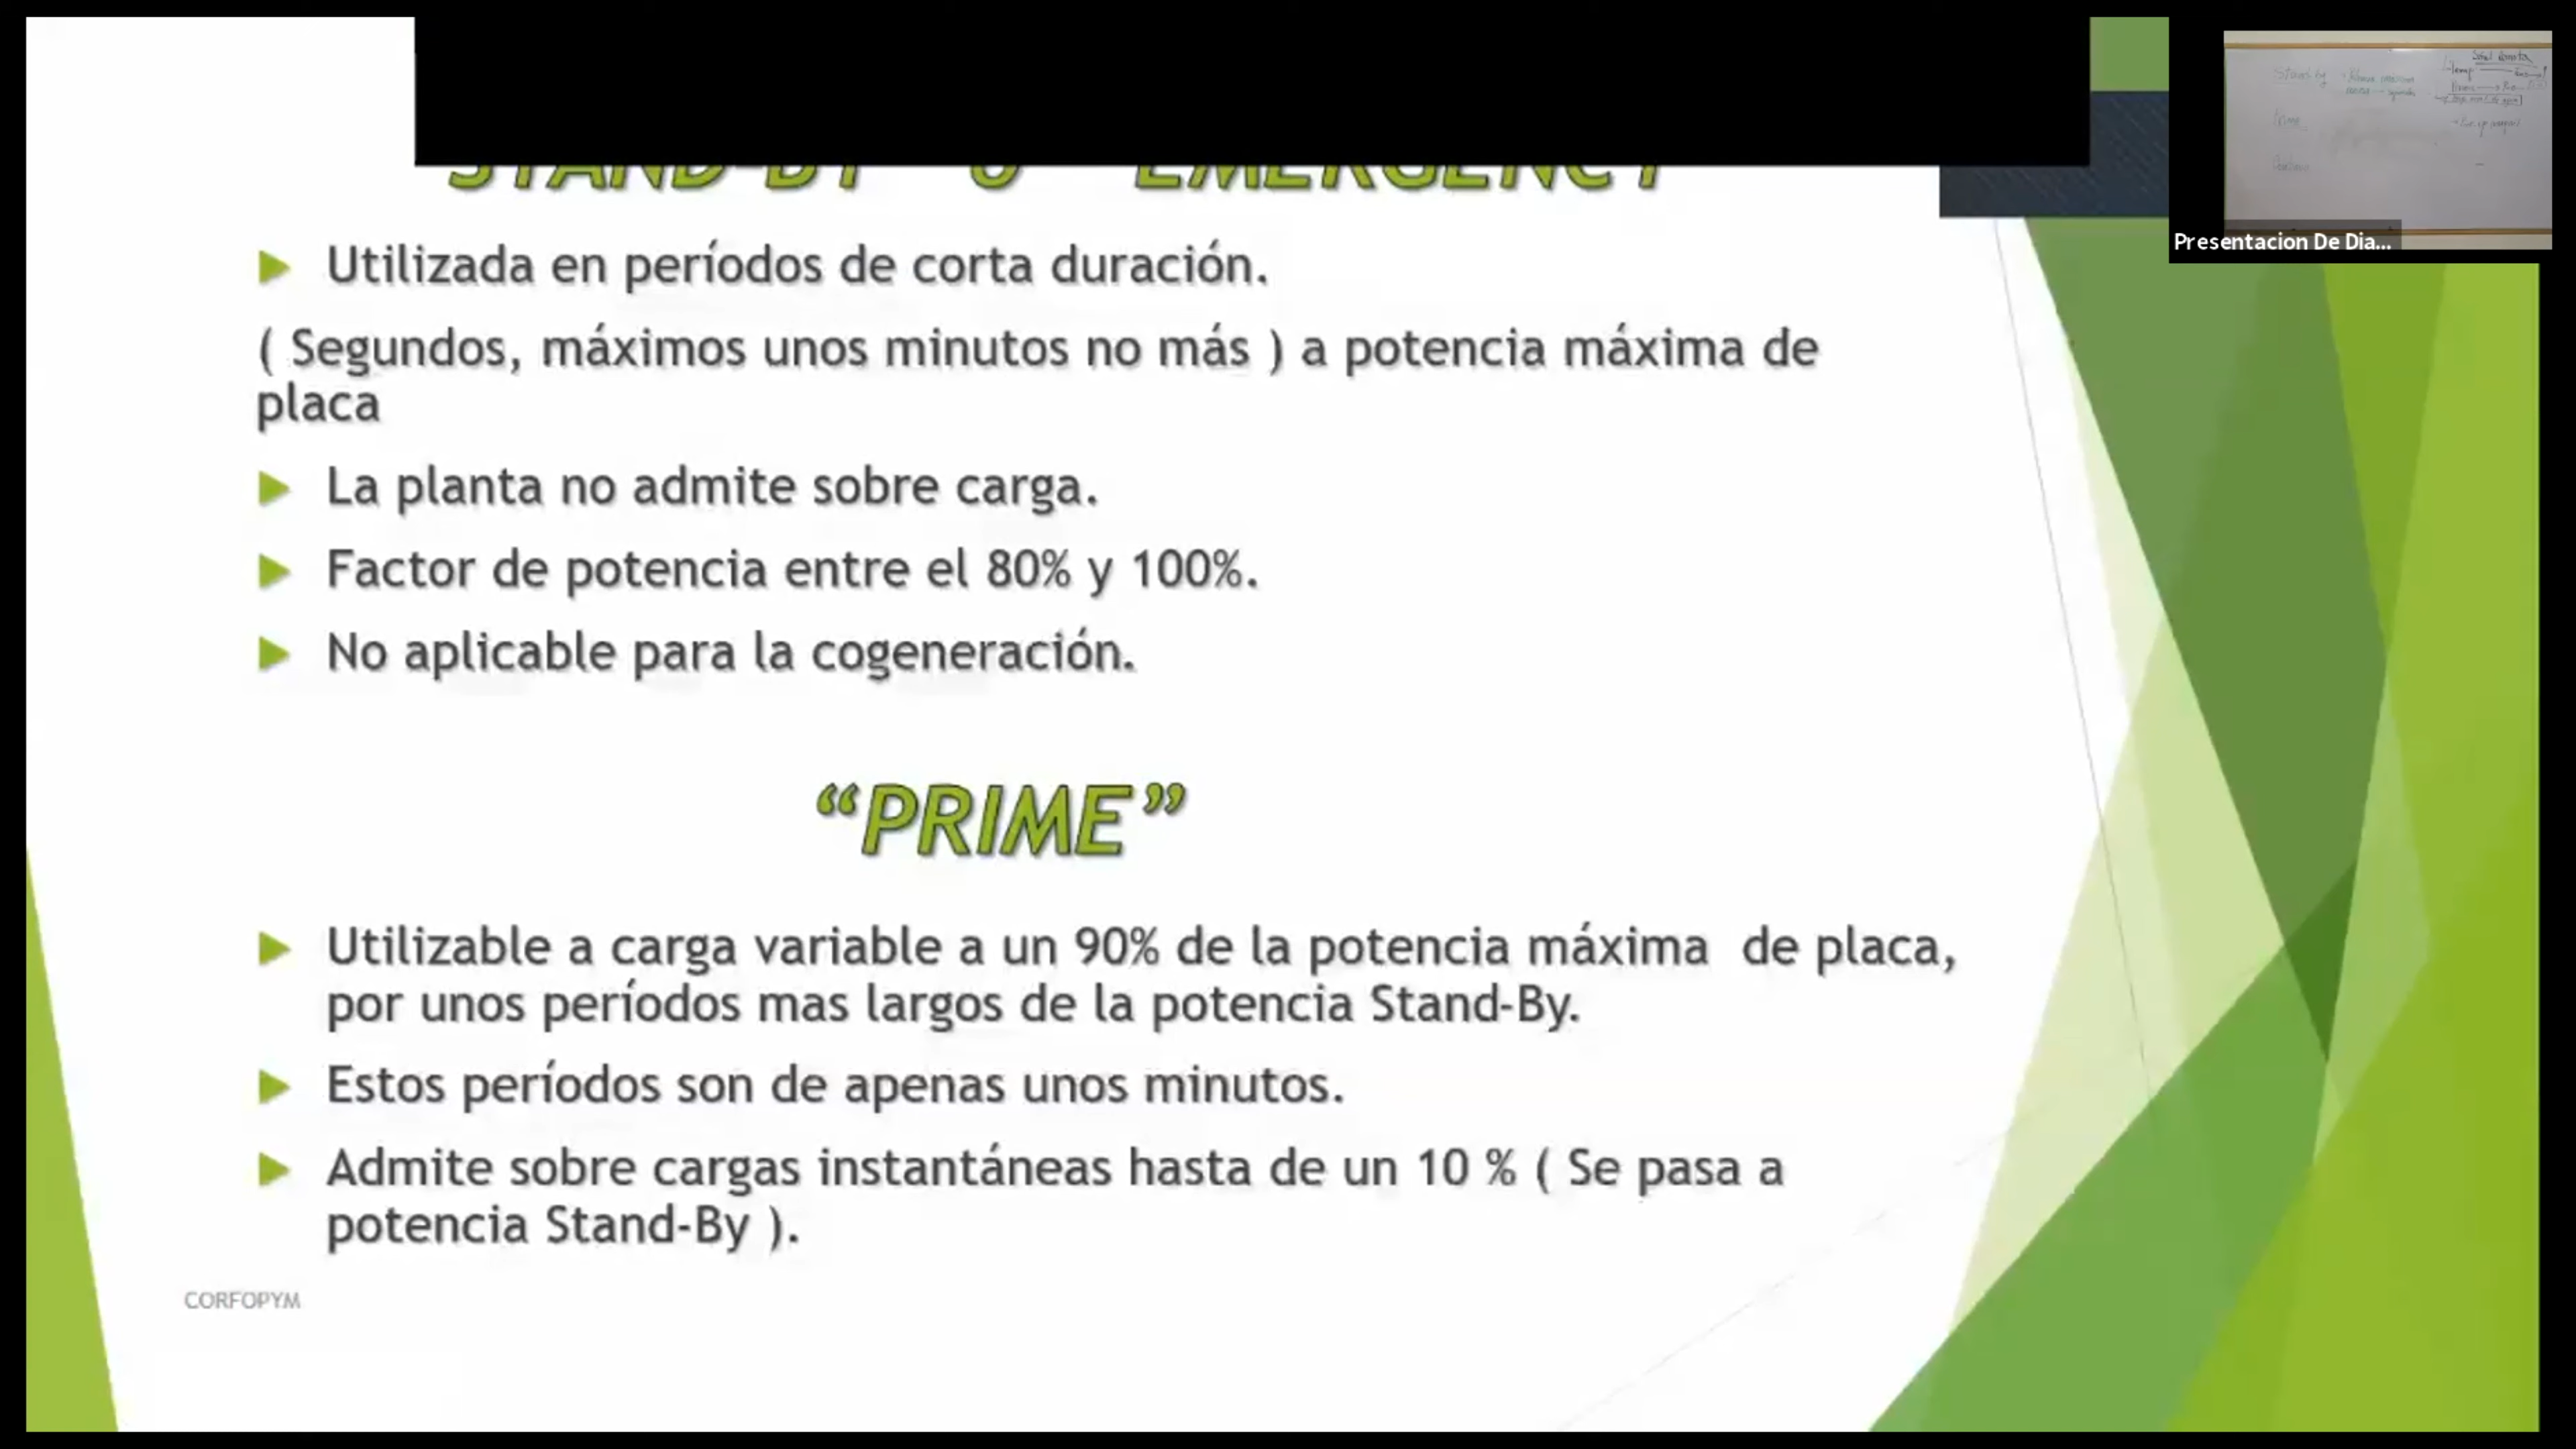 STAND-BY O EMERGENCY
Utilizada en períodos de corta duración.
( Segundos, máximos unos minutos no más ) a potencia máxima de
placa
La planta no admite sobre carga.
Factor de potencia entre el 80% y 100%.
No aplicable para la cogeneración.
“PRIME”
Utilizable a carga variable a un 90% de la potencia máxima de placa,
por unos períodos mas largos de la potencia Stand-By.
Estos períodos son de apenas unos minutos.
Admite sobre cargas instantáneas hasta de un 10 % ( Se pasa a
potencia Stand-By ).
CORFOPYM
Stand by
Presentacion De Dia...